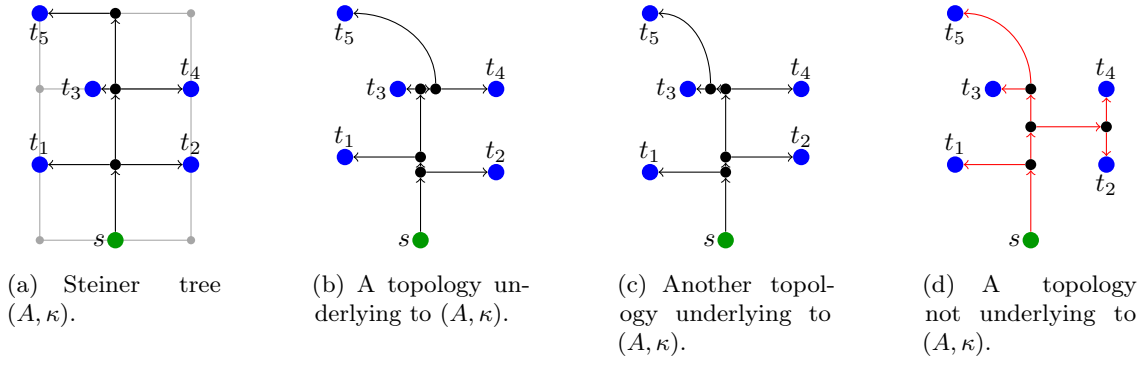 t₅
t₃
t₄
t₁
t₂
s
(a) Steiner tree
(A, κ).
t₅
t₃
t₄
t₁
t₂
s
(b) A topology un-
derlying to (A, κ).
t₅
t₃
t₄
t₁
t₂
s
(c) Another topol-
ogy underlying to
(A, κ).
t₅
t₃
t₄
t₁
t₂
s
(d) A topology
not underlying to
(A, κ).